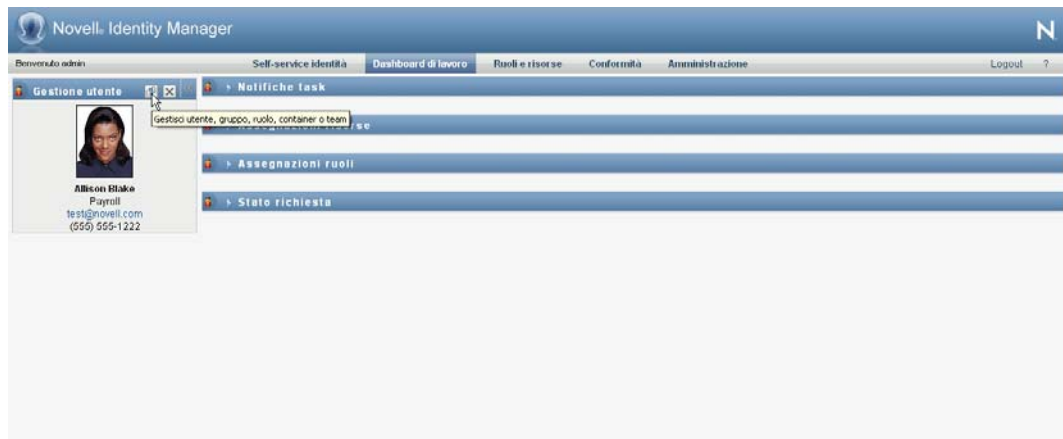 Novell® Identity Manager
N
Benvenuto admin
Self-service identità
Dashboard di lavoro
Ruoli e risorse
Conformità
Amministrazione
Logout
?
Gestione utente
Notifiche task
Gestisci utente, gruppo, ruolo, container o team
Assegnazioni ruoli
Allison Blake
Payroll
test@novell.com
(555) 555-1222
Stato richiesta